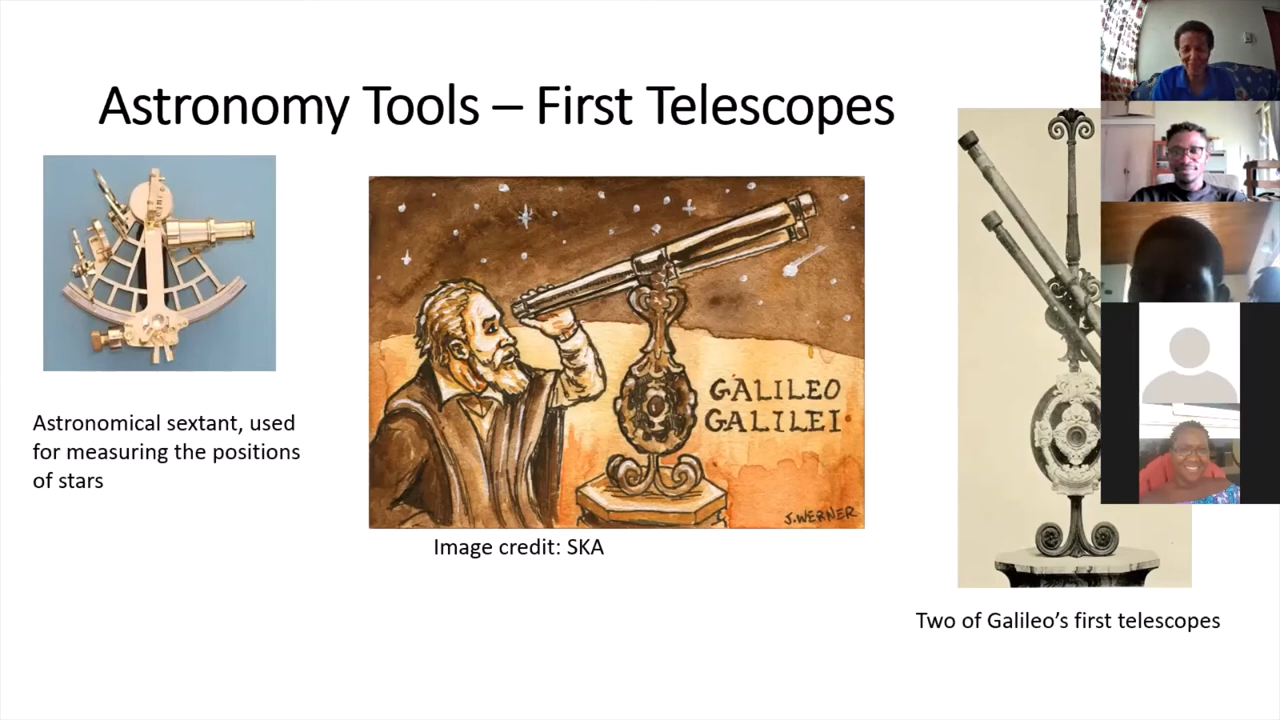 Astronomy Tools – First Telescopes
GALILEO
GALILEI
J.WERNER
Astronomical sextant, used
for measuring the positions
of stars
Image credit: SKA
Two of Galileo’s first telescopes